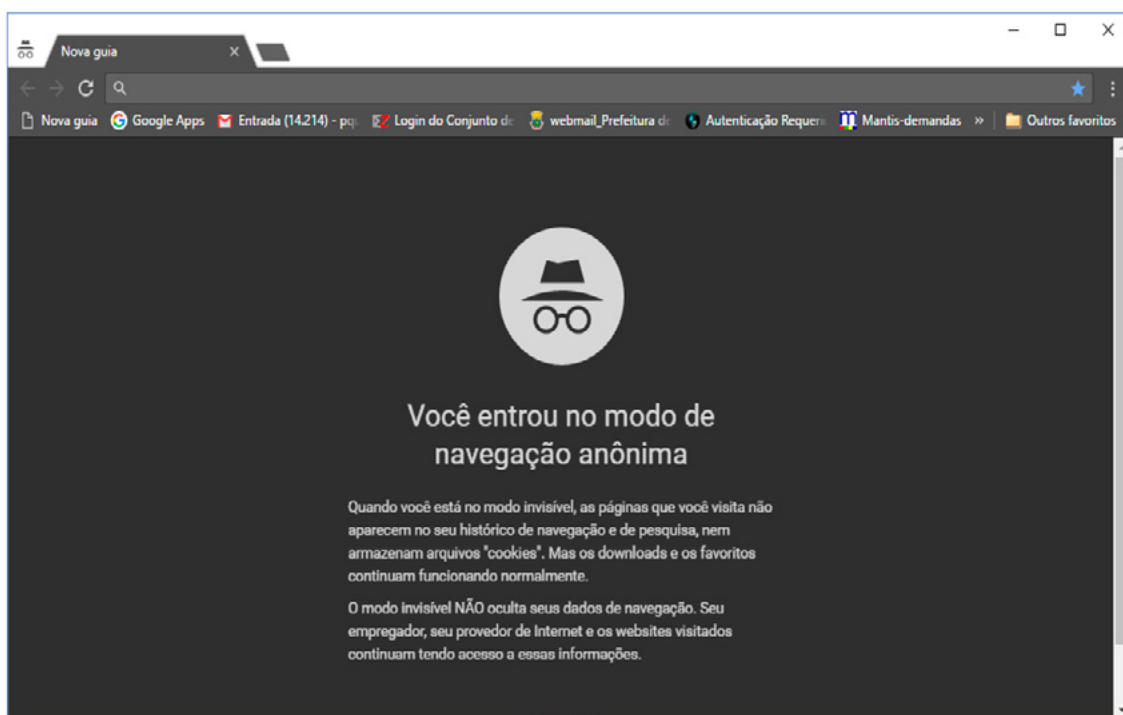 Nova guia
Nova guia Google Apps Entrada (14.214) - pq Login do Conjunto de webmail_Prefeitura de Autenticação Requeri Mantis-demandas » Outros favoritos
Você entrou no modo de
navegação anônima
Quando você está no modo invisível, as páginas que você visita não
aparecem no seu histórico de navegação e de pesquisa, nem
armazenam arquivos "cookies". Mas os downloads e os favoritos
continuam funcionando normalmente.
O modo invisível NÃO oculta seus dados de navegação. Seu
empregador, seu provedor de Internet e os websites visitados
continuam tendo acesso a essas informações.